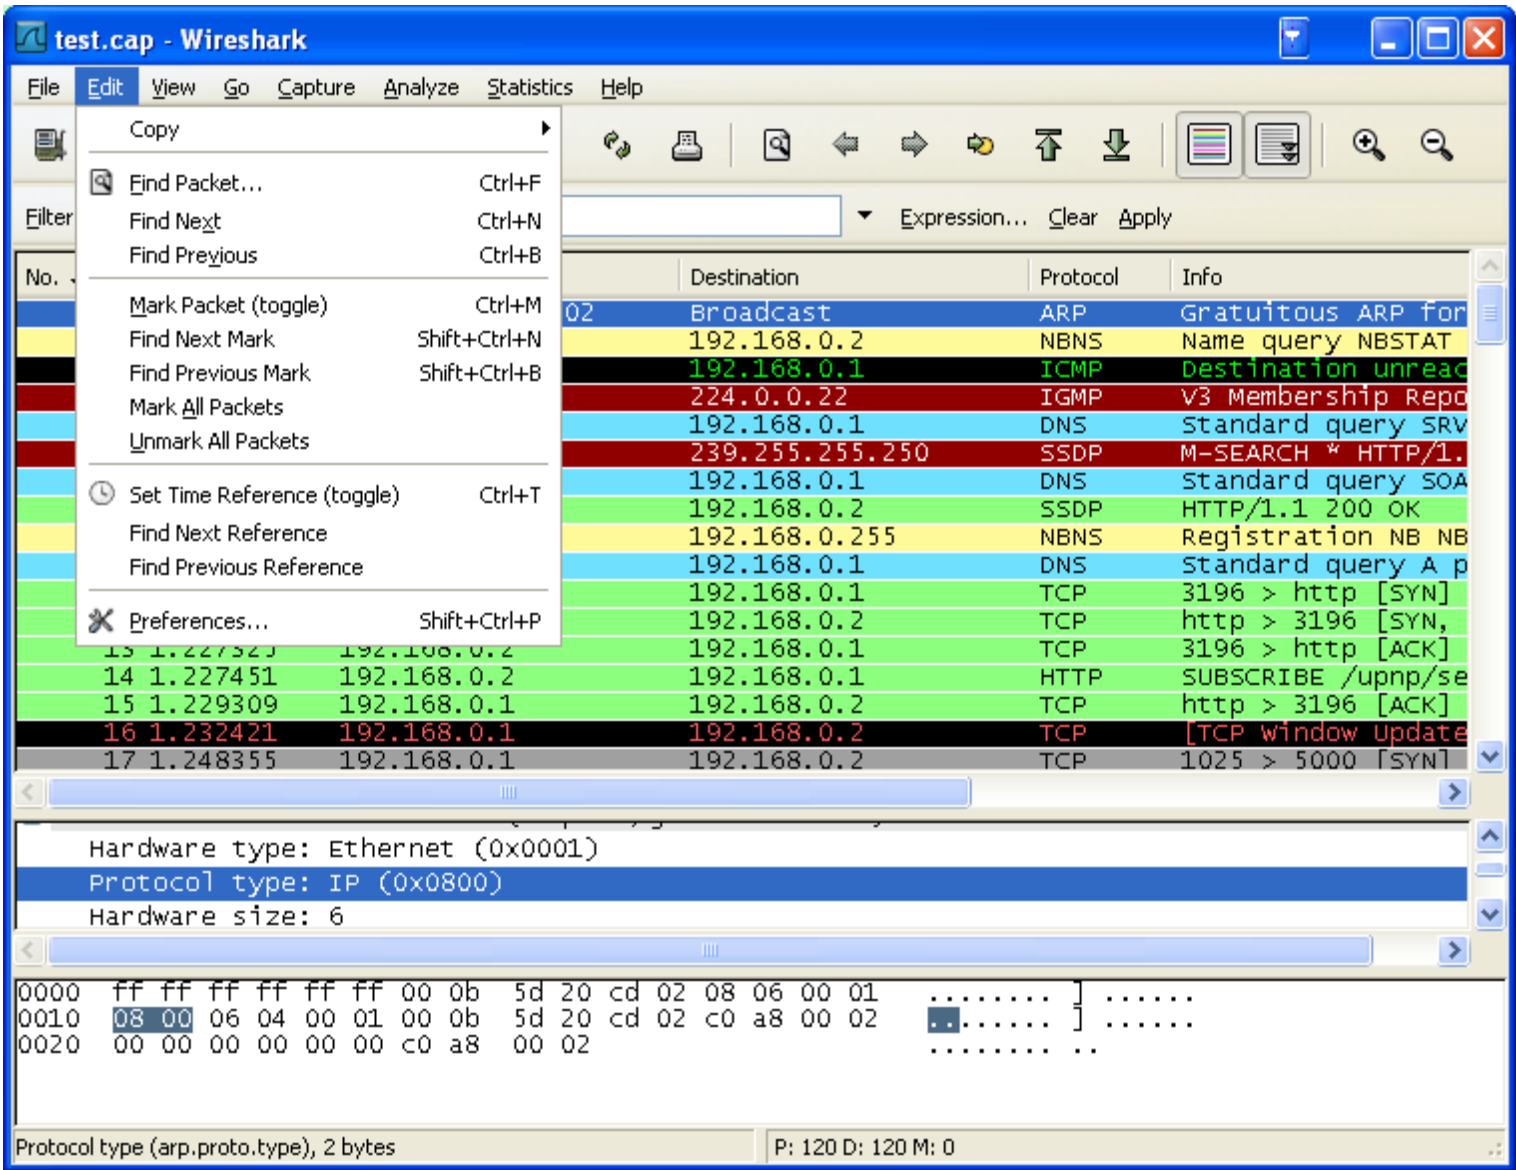 test.cap - Wireshark
File Edit View Go Capture Analyze Statistics Help
Copy
Find Packet... Ctrl+F
Find Next Ctrl+N
Find Previous Ctrl+B
Mark Packet (toggle) Ctrl+M
Find Next Mark Shift+Ctrl+N
Find Previous Mark Shift+Ctrl+B
Mark All Packets
Unmark All Packets
Set Time Reference (toggle) Ctrl+T
Find Next Reference
Find Previous Reference
Preferences... Shift+Ctrl+P
Filter Expression... Clear Apply
No. Destination Protocol Info
02 Broadcast ARP Gratuitous ARP for
192.168.0.2 NBNS Name query NBSTAT
192.168.0.1 ICMP Destination unreac
224.0.0.22 IGMP V3 Membership Repo
192.168.0.1 DNS Standard query SRV
239.255.255.250 SSDP M-SEARCH * HTTP/1.
192.168.0.1 DNS Standard query SOA
192.168.0.2 SSDP HTTP/1.1 200 OK
192.168.0.255 NBNS Registration NB NB
192.168.0.1 DNS Standard query A p
192.168.0.1 TCP 3196 > http [SYN]
192.168.0.2 TCP http > 3196 [SYN,
13 1.227325 192.168.0.2 192.168.0.1 TCP 3196 > http [ACK]
14 1.227451 192.168.0.2 192.168.0.1 HTTP SUBSCRIBE /upnp/se
15 1.229309 192.168.0.1 192.168.0.2 TCP http > 3196 [ACK]
16 1.232421 192.168.0.1 192.168.0.2 TCP [TCP Window Update
17 1.248355 192.168.0.1 192.168.0.2 TCP 1025 > 5000 [SYN]
Hardware type: Ethernet (0x0001)
Protocol type: IP (0x0800)
Hardware size: 6
0000 ff ff ff ff ff ff 00 0b 5d 20 cd 02 08 06 00 01 ........ ] ......
0010 08 00 06 04 00 01 00 0b 5d 20 cd 02 c0 a8 00 02 ........ ] ......
0020 00 00 00 00 00 00 c0 a8 00 02 ........ ..
Protocol type (arp.proto.type), 2 bytes P: 120 D: 120 M: 0